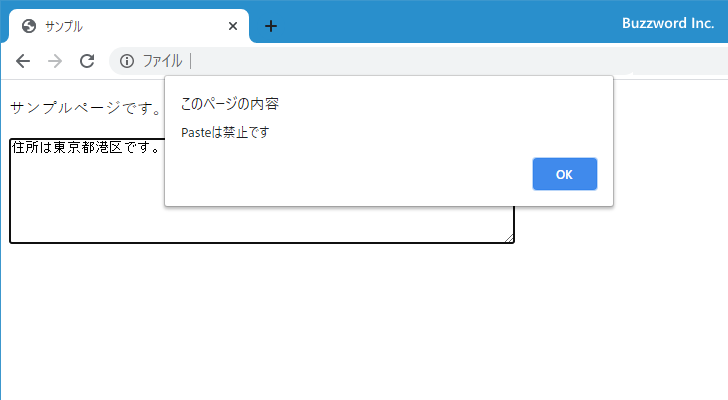 サンプル
Buzzword Inc.
ファイル
このページの内容
サンプルページです。
Pasteは禁止です
住所は東京都港区です。
OK